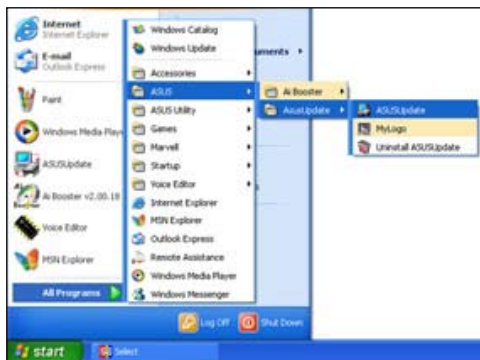 Internet
Internet Explorer
E-mail
Outlook Express
Paint
Windows Media Play
ASUSUpdate
Ai Booster v2.00.18
Voice Editor
MSN Explorer
All Programs
Windows Catalog
Windows Update
Accessories
ASUS
ASUS Utility
Games
Marvell
Startup
Voice Editor
Internet Explorer
MSN Explorer
Outlook Express
Remote Assistance
Windows Media Player
Windows Messenger
uments
Ai Booster
AsusUpdate
ASUSUpdate
MyLogo
Uninstall ASUSUpdate
Log Off
Shut Down
start
Select